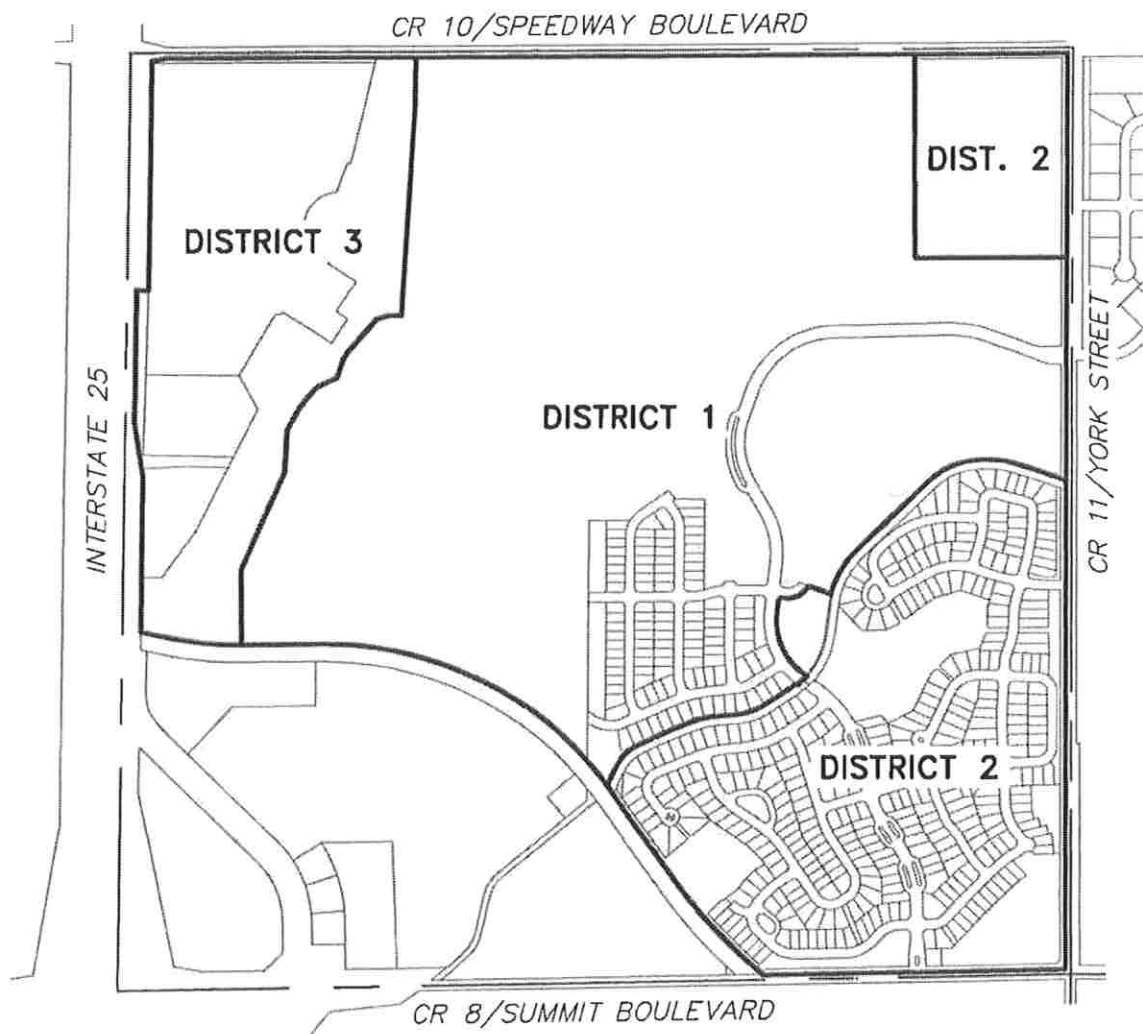 CR 10/SPEEDWAY BOULEVARD
DIST. 2
DISTRICT 3
INTERSTATE 25
DISTRICT 1
CR 11/YORK STREET
DISTRICT 2
CR 8/SUMMIT BOULEVARD